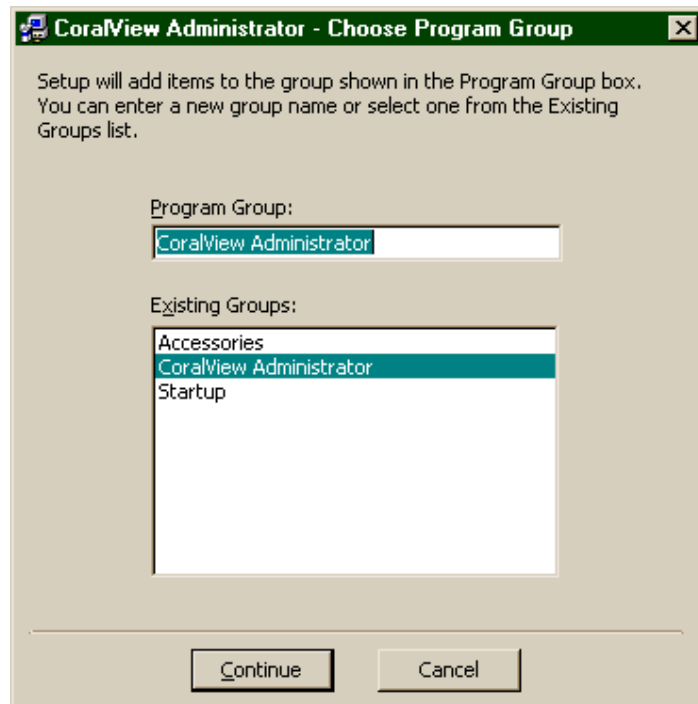 CoralView Administrator - Choose Program Group
Setup will add items to the group shown in the Program Group box.
You can enter a new group name or select one from the Existing
Groups list.
Program Group:
CoralView Administrator
Existing Groups:
Accessories
CoralView Administrator
Startup
Continue
Cancel